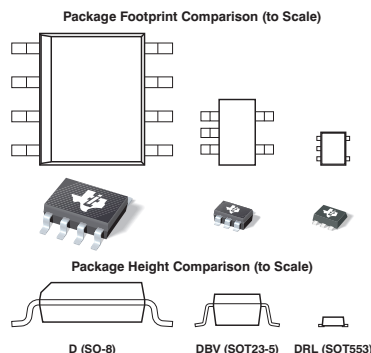 Package Footprint Comparison (to Scale)
Package Height Comparison (to Scale)
D (SO-8) DBV (SOT23-5) DRL (SOT553)